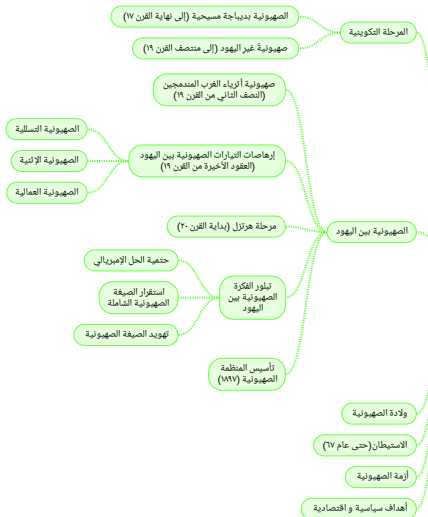 المرحلة التكوينية
الصهيونية بديباجة مسيحية (إلى نهاية القرن ١٧)
صهيونيةُ غير اليهود (إلى منتصف القرن ١٩)
الصهيونية بين اليهود
صهيونية أثرياء الغرب المندمجين
(النصف الثاني من القرن ١٩)
إرهاصات التيارات الصهيونية بين اليهود
(العقود الأخيرة من القرن ١٩)
الصهيونية التسللية
الصهيونية الإثنية
الصهيونية العمالية
مرحلة هرتزل (بداية القرن ٢٠)
تبلور الفكرة
الصهيونية بين
اليهود
حتمية الحل الإمبريالي
استقرار الصيغة
الصهيونية الشاملة
تهويد الصيغة الصهيونية
تأسيس المنظمة
الصهيونية (١٨٩٧)
ولادة الصهيونية
الاستيطان(حتى عام ٦٧)
أزمة الصهيونية
أهداف سياسية و اقتصادية